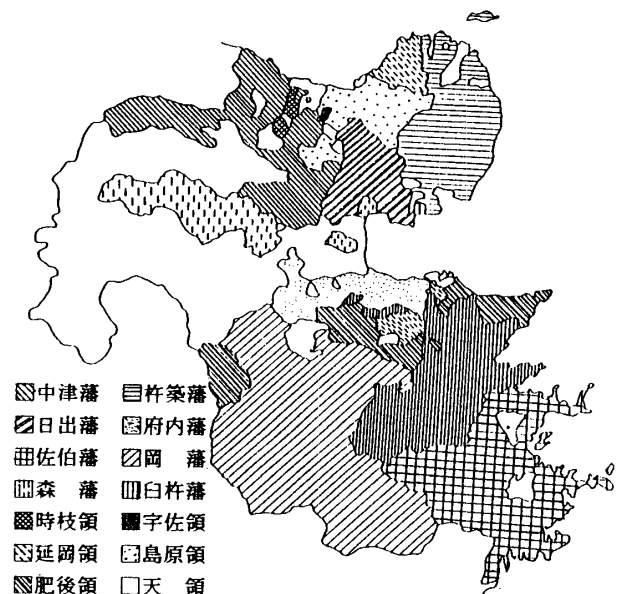 中津藩 杵築藩
日出藩 府内藩
佐伯藩 岡 藩
森 藩 臼杵藩
時枝領 宇佐領
延岡領 島原領
肥後領 天 領